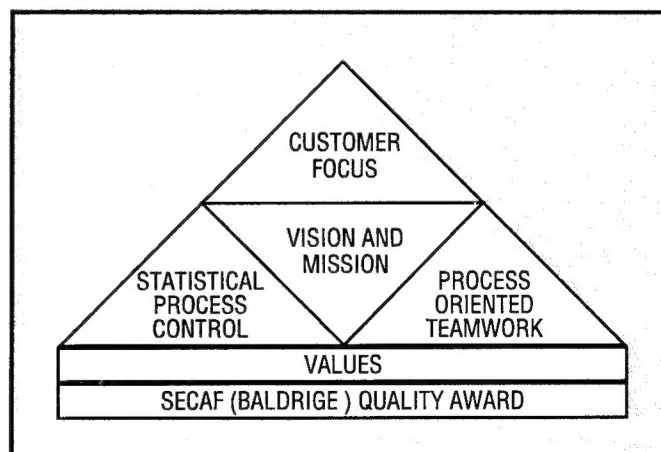 CUSTOMER
FOCUS
VISION AND
MISSION
STATISTICAL
PROCESS
CONTROL
PROCESS
ORIENTED
TEAMWORK
VALUES
SECAF (BALDRIGE ) QUALITY AWARD